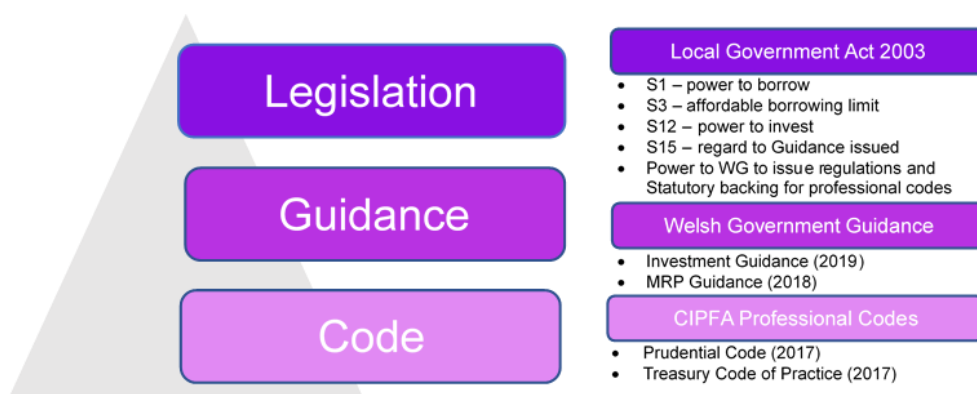 Legislation
Guidance
Code
Local Government Act 2003
• S1 – power to borrow
• S3 – affordable borrowing limit
• S12 – power to invest
• S15 – regard to Guidance issued
• Power to WG to issue regulations and
Statutory backing for professional codes
Welsh Government Guidance
• Investment Guidance (2019)
• MRP Guidance (2018)
CIPFA Professional Codes
• Prudential Code (2017)
• Treasury Code of Practice (2017)